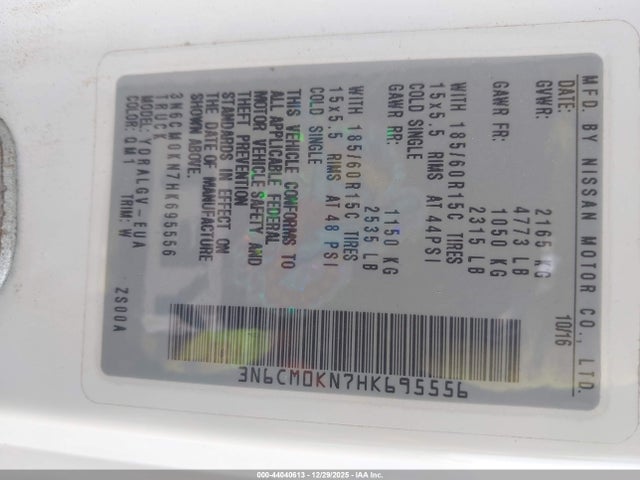 MFD. BY NISSAN MOTOR CO., LTD.
DATE: 10/16
GVWR: 2165 KG
4773 LB
GAWR FR: 1050 KG
2315 LB
WITH 185/60R15C TIRES
15x5.5 RIMS AT 44PSI
COLD SINGLE
GAWR RR: 1150 KG
2535 LB
WITH 185/60R15C TIRES
15x5.5 RIMS AT 48 PSI
COLD SINGLE
THIS VEHICLE CONFORMS TO
ALL APPLICABLE FEDERAL
MOTOR VEHICLE SAFETY AND
THEFT PREVENTION
STANDARDS IN EFFECT ON
THE DATE OF MANUFACTURE
SHOWN ABOVE.
3N6CM0KN7HK695556
TRUCK
MODEL: YDRALGV-EUA
COLOR: QM1 TRIM: W
ZS00A
3N6CM0KN7HK695556
000-44040613 - 12/29/2025 - IAA Inc.